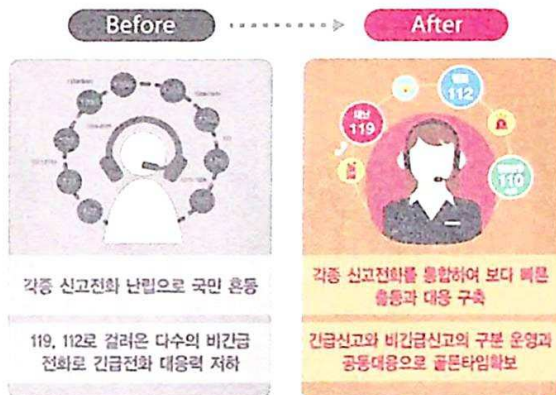 Before
After
112
119
110
각종 신고전화 난립으로 국민 혼동
각종 신고전화를 통합하여 보다 빠른
출동과 대응 구축
119, 112로 걸려온 다수의 비긴급
전화로 긴급전화 대응력 저하
긴급신고와 비긴급신고의 구분 운영과
공동대응으로 골든타임확보